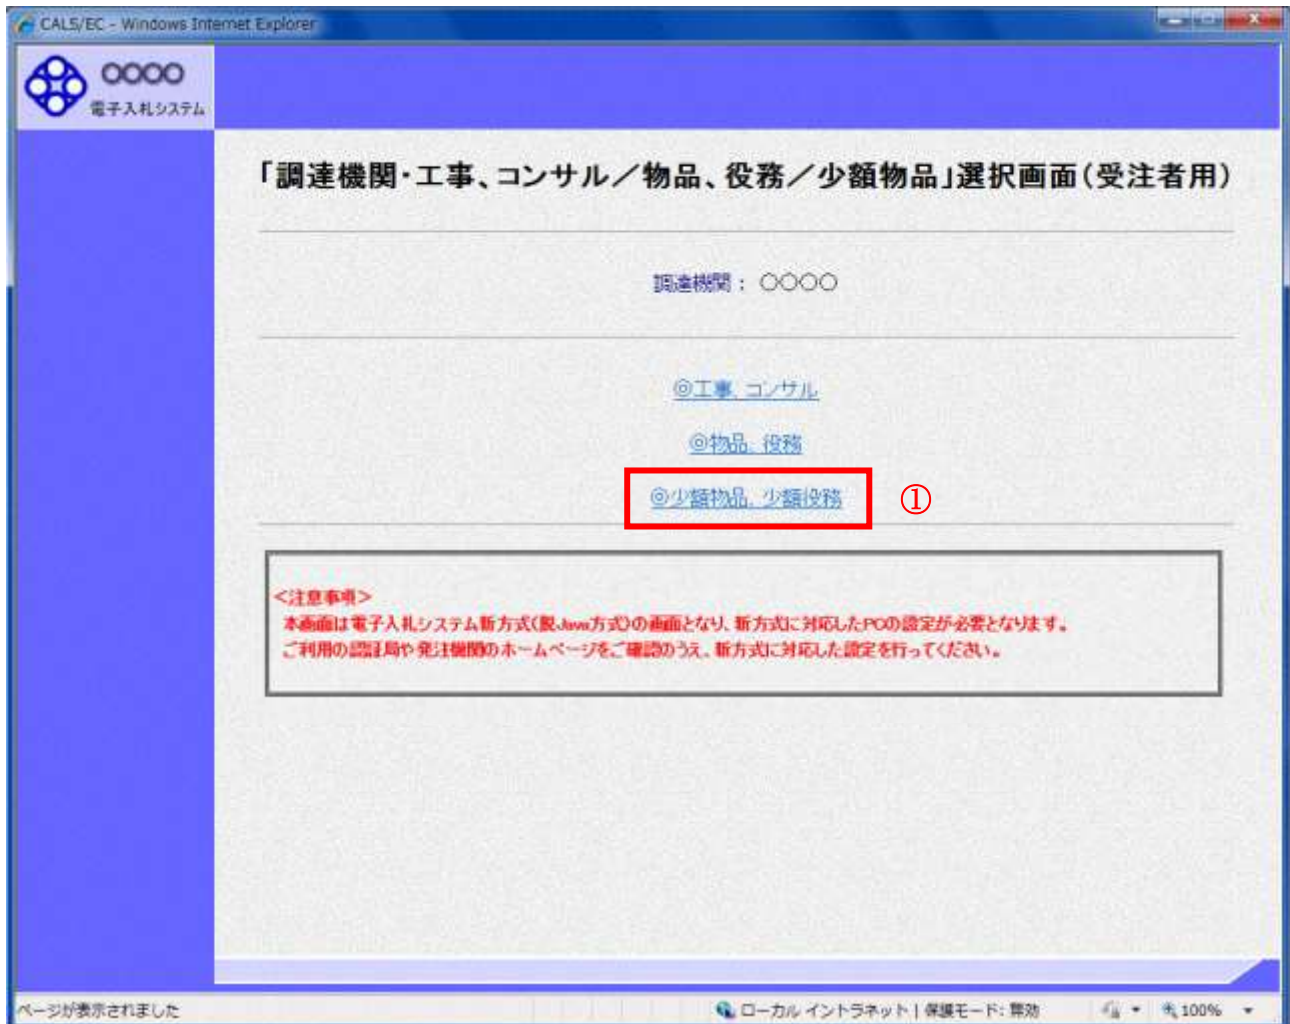 CALS/EC - Windows Internet Explorer
〇〇〇〇
電子入札システム
「調達機関・工事、コンサル／物品、役務／少額物品」選択画面（受注者用）
調達機関： 〇〇〇〇
◎工事、コンサル
◎物品、役務
◎少額物品、少額役務
①
＜注意事項＞
本画面は電子入札システム新方式(脱Java方式)の画面となり、新方式に対応したPCの設定が必要となります。
ご利用の認証局や発注機関のホームページをご確認のうえ、新方式に対応した設定を行ってください。
ページが表示されました
ローカル イントラネット | 保護モード: 無効
100%